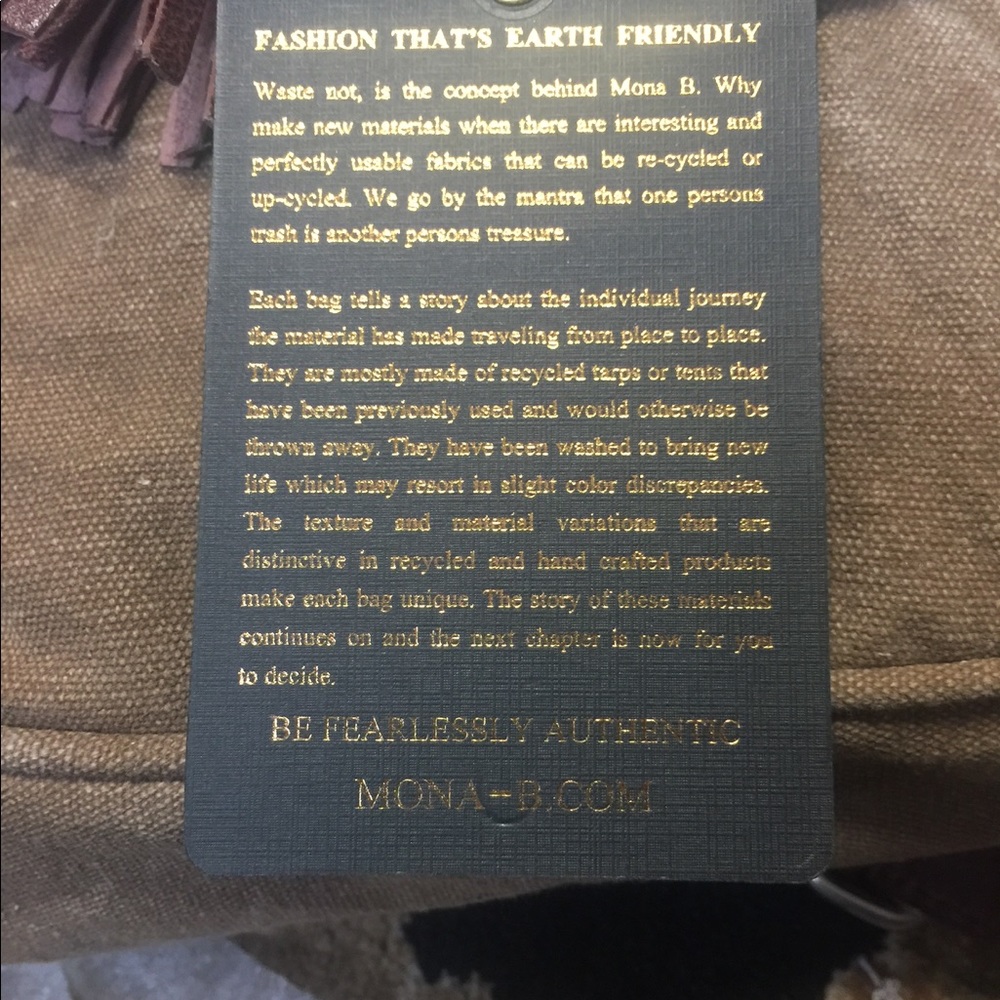 FASHION THAT'S EARTH FRIENDLY
Waste not, is the concept behind Mona B. Why
make new materials when there are interesting and
perfectly usable fabrics that can be re-cycled or
up-cycled. We go by the mantra that one persons
trash is another persons treasure.
Each bag tells a story about the individual journey
the material has made traveling from place to place.
They are mostly made of recycled tarps or tents that
have been previously used and would otherwise be
thrown away. They have been washed to bring new
life which may resort in slight color discrepancies.
The texture and material variations that are
distinctive in recycled and hand crafted products
make each bag unique. The story of these materials
continues on and the next chapter is now for you
to decide.
BE FEARLESSLY AUTHENTIC
MONA-B.COM